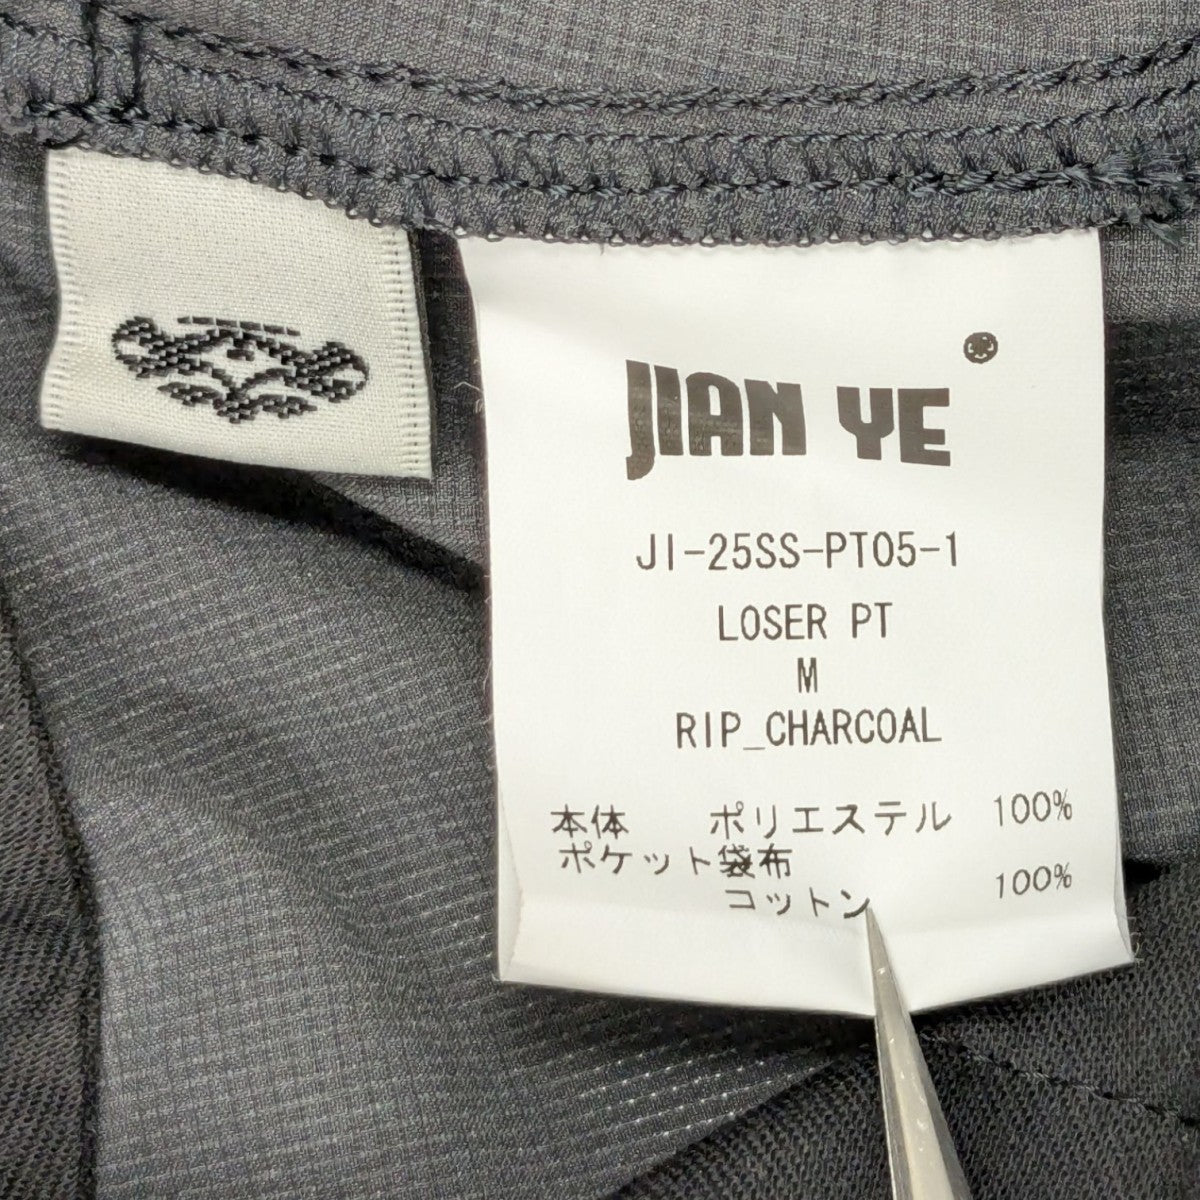 JIAN YE
JI-25SS-PT05-1
LOSER PT
M
RIP_CHARCOAL
本体 ポリエステル 100%
ポケット袋布
コットン 100%